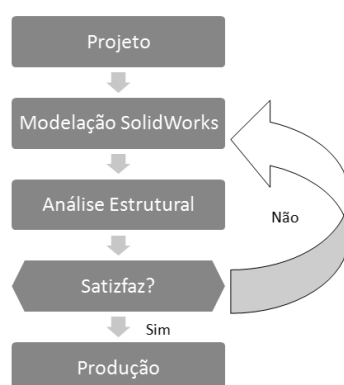 Projeto
Modelação SolidWorks
Análise Estrutural
Não
Satizfaz?
Sim
Produção